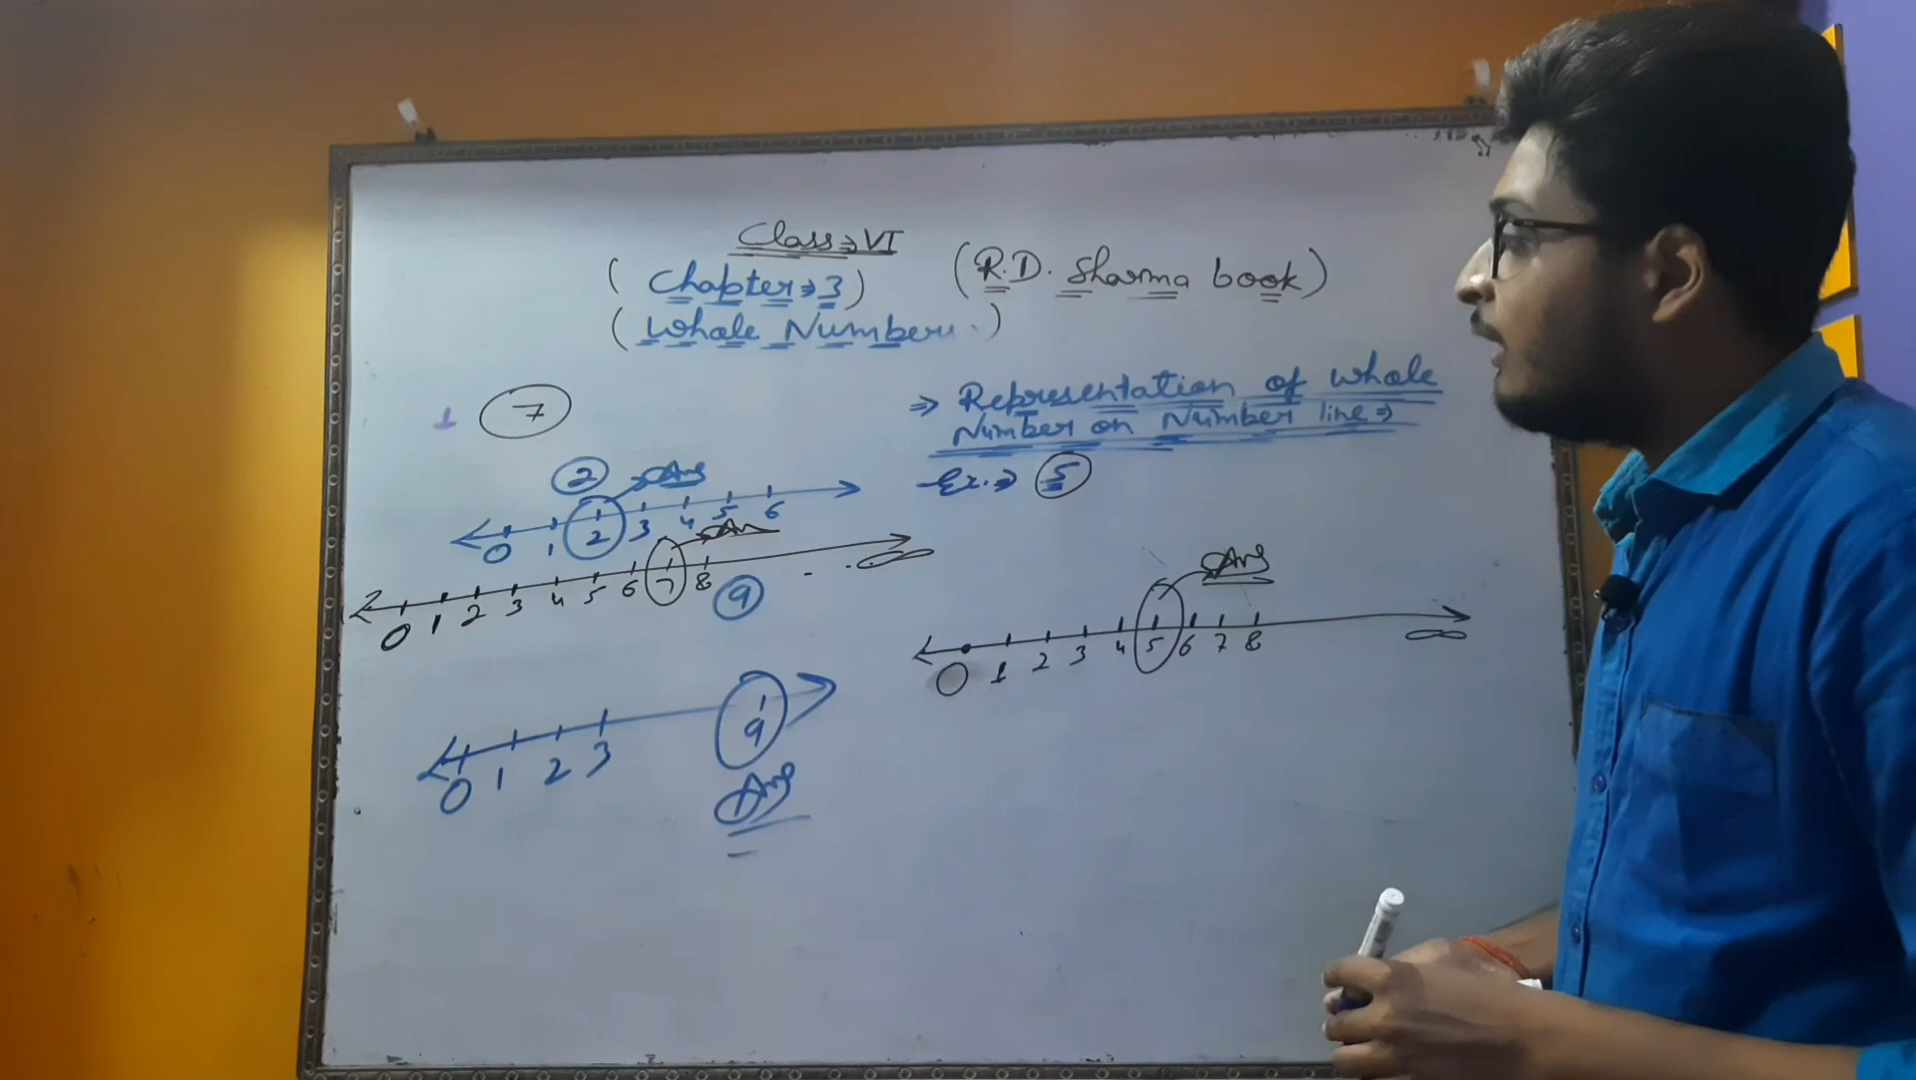 Class⇒VI
(Chapter⇒3) (R.D. Sharma book)
(Whole Number.)
⇒ Representation of whole
Number on Number line⇒
Ex.⇒ 5
1 7
2 Ans
0 1 2 3 4 5 6
Ans
0 1 2 3 4 5 6 7 8 . . ∞
9
Ans
0 1 2 3 4 5 6 7 8 ∞
0 1 2 3 9
Ans